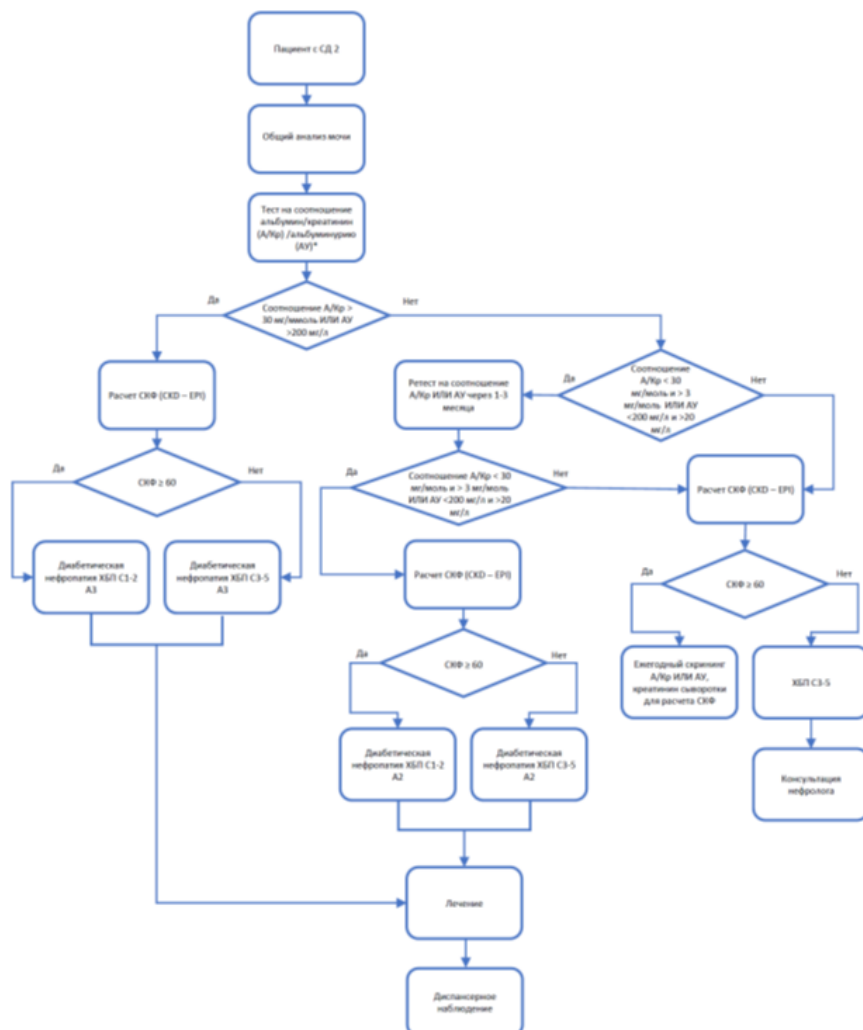 Пациент с СД 2
Общий анализ мочи
Тест на соотношение
альбумин/креатинин
(А/Кр) /альбуминурию
(АУ)*
Да
Нет
Соотношение А/Кр >
30 мг/ммоль ИЛИ АУ
>200 мг/л
Расчет СКФ (CKD – EPI)
Ретест на соотношение
А/Кр ИЛИ АУ через 1-3
месяца
Да
Соотношение
А/Кр < 30
мг/моль и > 3
мг/моль ИЛИ АУ
<200 мг/л и >20
мг/л
Нет
Да
СКФ ≥ 60
Нет
Да
Соотношение А/Кр < 30
мг/моль и > 3 мг/моль
ИЛИ АУ <200 мг/л и >20
мг/л
Нет
Расчет СКФ (CKD – EPI)
Диабетическая
нефропатия ХБП С1-2
А3
Диабетическая
нефропатия ХБП С3-5
А3
Расчет СКФ (CKD – EPI)
Да
СКФ ≥ 60
Нет
Да
СКФ ≥ 60
Нет
Ежегодный скрининг
А/Кр ИЛИ АУ,
креатинин сыворотки
для расчета СКФ
ХБП С3-5
Диабетическая
нефропатия ХБП С1-2
А2
Диабетическая
нефропатия ХБП С3-5
А2
Консультация
нефролога
Лечение
Диспансерное
наблюдение